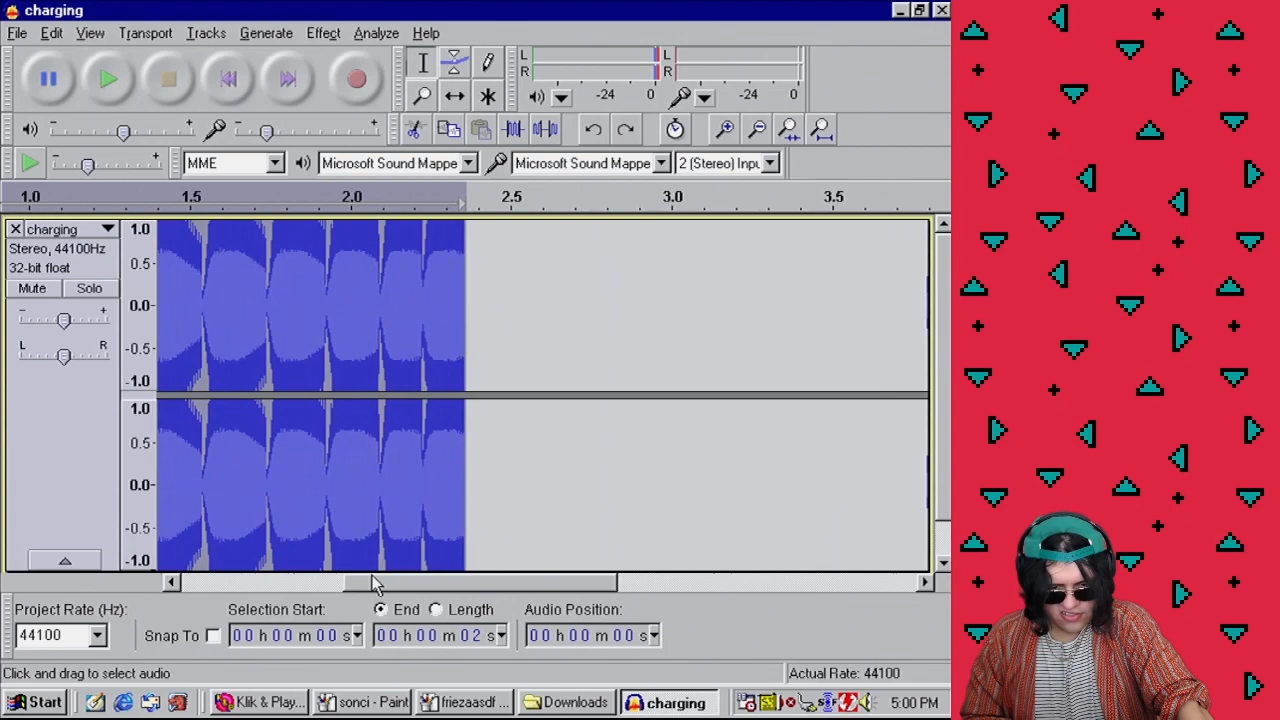 charging
File Edit View Transport Tracks Generate Effect Analyze Help
L
R
-24 0
L
R
-24 0
MME
Microsoft Sound Mappe
Microsoft Sound Mappe
2 (Stereo) Inpu
1.0 1.5 2.0 2.5 3.0 3.5
charging
Stereo, 44100Hz
32-bit float
Mute Solo
L R
1.0
0.5-
0.0-
-0.5-
-1.0
1.0
0.5-
0.0-
-0.5-
-1.0
Project Rate (Hz):
44100
Snap To
Selection Start:
End
Length
Audio Position:
00 h 00 m 00 s
00 h 00 m 02 s
00 h 00 m 00 s
Click and drag to select audio
Actual Rate: 44100
Start
Klik & Play...
sonci - Paint
friezaasdf ...
Downloads
charging
5:00 PM